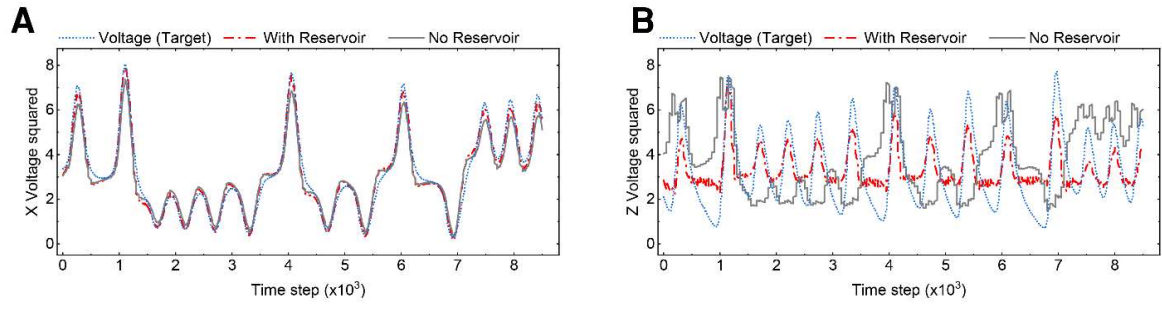 A
Voltage (Target) With Reservoir No Reservoir
X Voltage squared
8
6
4
2
0
0 1 2 3 4 5 6 7 8
Time step (x10³)
B
Voltage (Target) With Reservoir No Reservoir
Z Voltage squared
8
6
4
2
0
0 1 2 3 4 5 6 7 8
Time step (x10³)